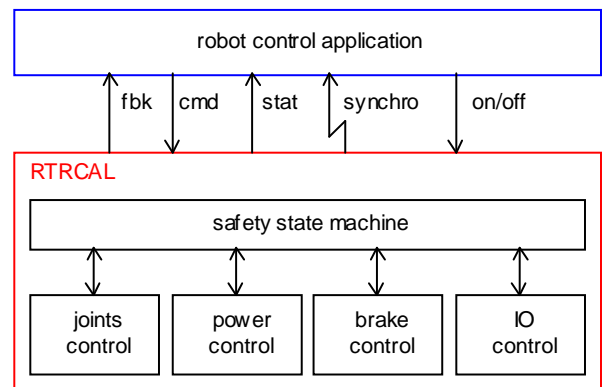 robot control application
fbk cmd stat synchro on/off
RTRCAL
safety state machine
joints control
power control
brake control
IO control